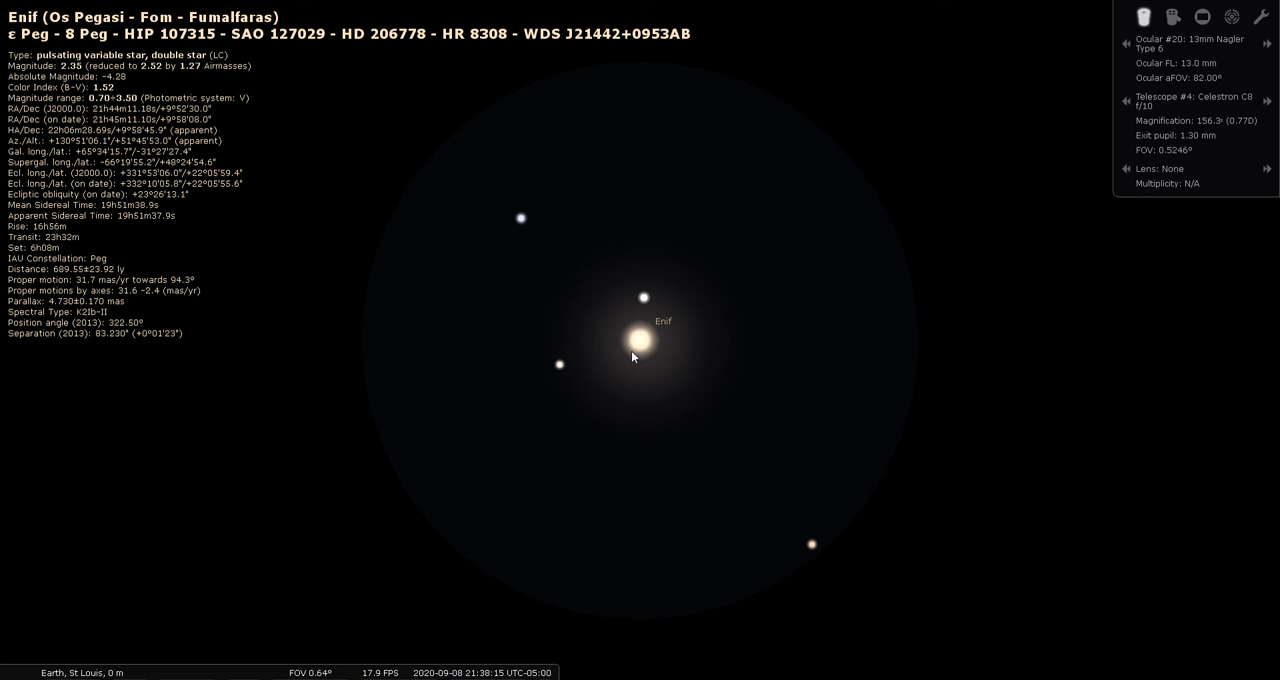 Enif (Os Pegasi - Fom - Fumalfaras)
ε Peg - 8 Peg - HIP 107315 - SAO 127029 - HD 206778 - HR 8308 - WDS J21442+0953AB
Type: pulsating variable star, double star (LC)
Magnitude: 2.35 (reduced to 2.52 by 1.27 Airmasses)
Absolute Magnitude: -4.28
Color Index (B-V): 1.52
Magnitude range: 0.70÷3.50 (Photometric system: V)
RA/Dec (J2000.0): 21h44m11.18s/+9°52'30.0"
RA/Dec (on date): 21h45m11.10s/+9°58'08.0"
HA/Dec: 22h06m28.69s/+9°58'45.9" (apparent)
Az./Alt.: +130°51'06.1"/+51°45'53.0" (apparent)
Gal. long./lat.: +65°34'15.7"/-31°27'27.4"
Supergal. long./lat.: -66°19'55.2"/+48°24'54.6"
Ecl. long./lat. (J2000.0): +331°53'06.0"/+22°05'59.4"
Ecl. long./lat. (on date): +332°10'05.8"/+22°05'55.6"
Ecliptic obliquity (on date): +23°26'13.1"
Mean Sidereal Time: 19h51m38.9s
Apparent Sidereal Time: 19h51m37.9s
Rise: 16h56m
Transit: 23h32m
Set: 6h08m
IAU Constellation: Peg
Distance: 689.55±23.92 ly
Proper motion: 31.7 mas/yr towards 94.3°
Proper motions by axes: 31.6 -2.4 (mas/yr)
Parallax: 4.730±0.170 mas
Spectral Type: K2Ib-II
Position angle (2013): 322.50°
Separation (2013): 83.230" (+0°01'23")
Enif
Ocular #20: 13mm Nagler
Type 6
Ocular FL: 13.0 mm
Ocular aFOV: 82.00°
Telescope #4: Celestron C8
f/10
Magnification: 156.3× (0.77D)
Exit pupil: 1.30 mm
FOV: 0.5246°
Lens: None
Multiplicity: N/A
Earth, St Louis, 0 m FOV 0.64° 17.9 FPS 2020-09-08 21:38:15 UTC-05:00